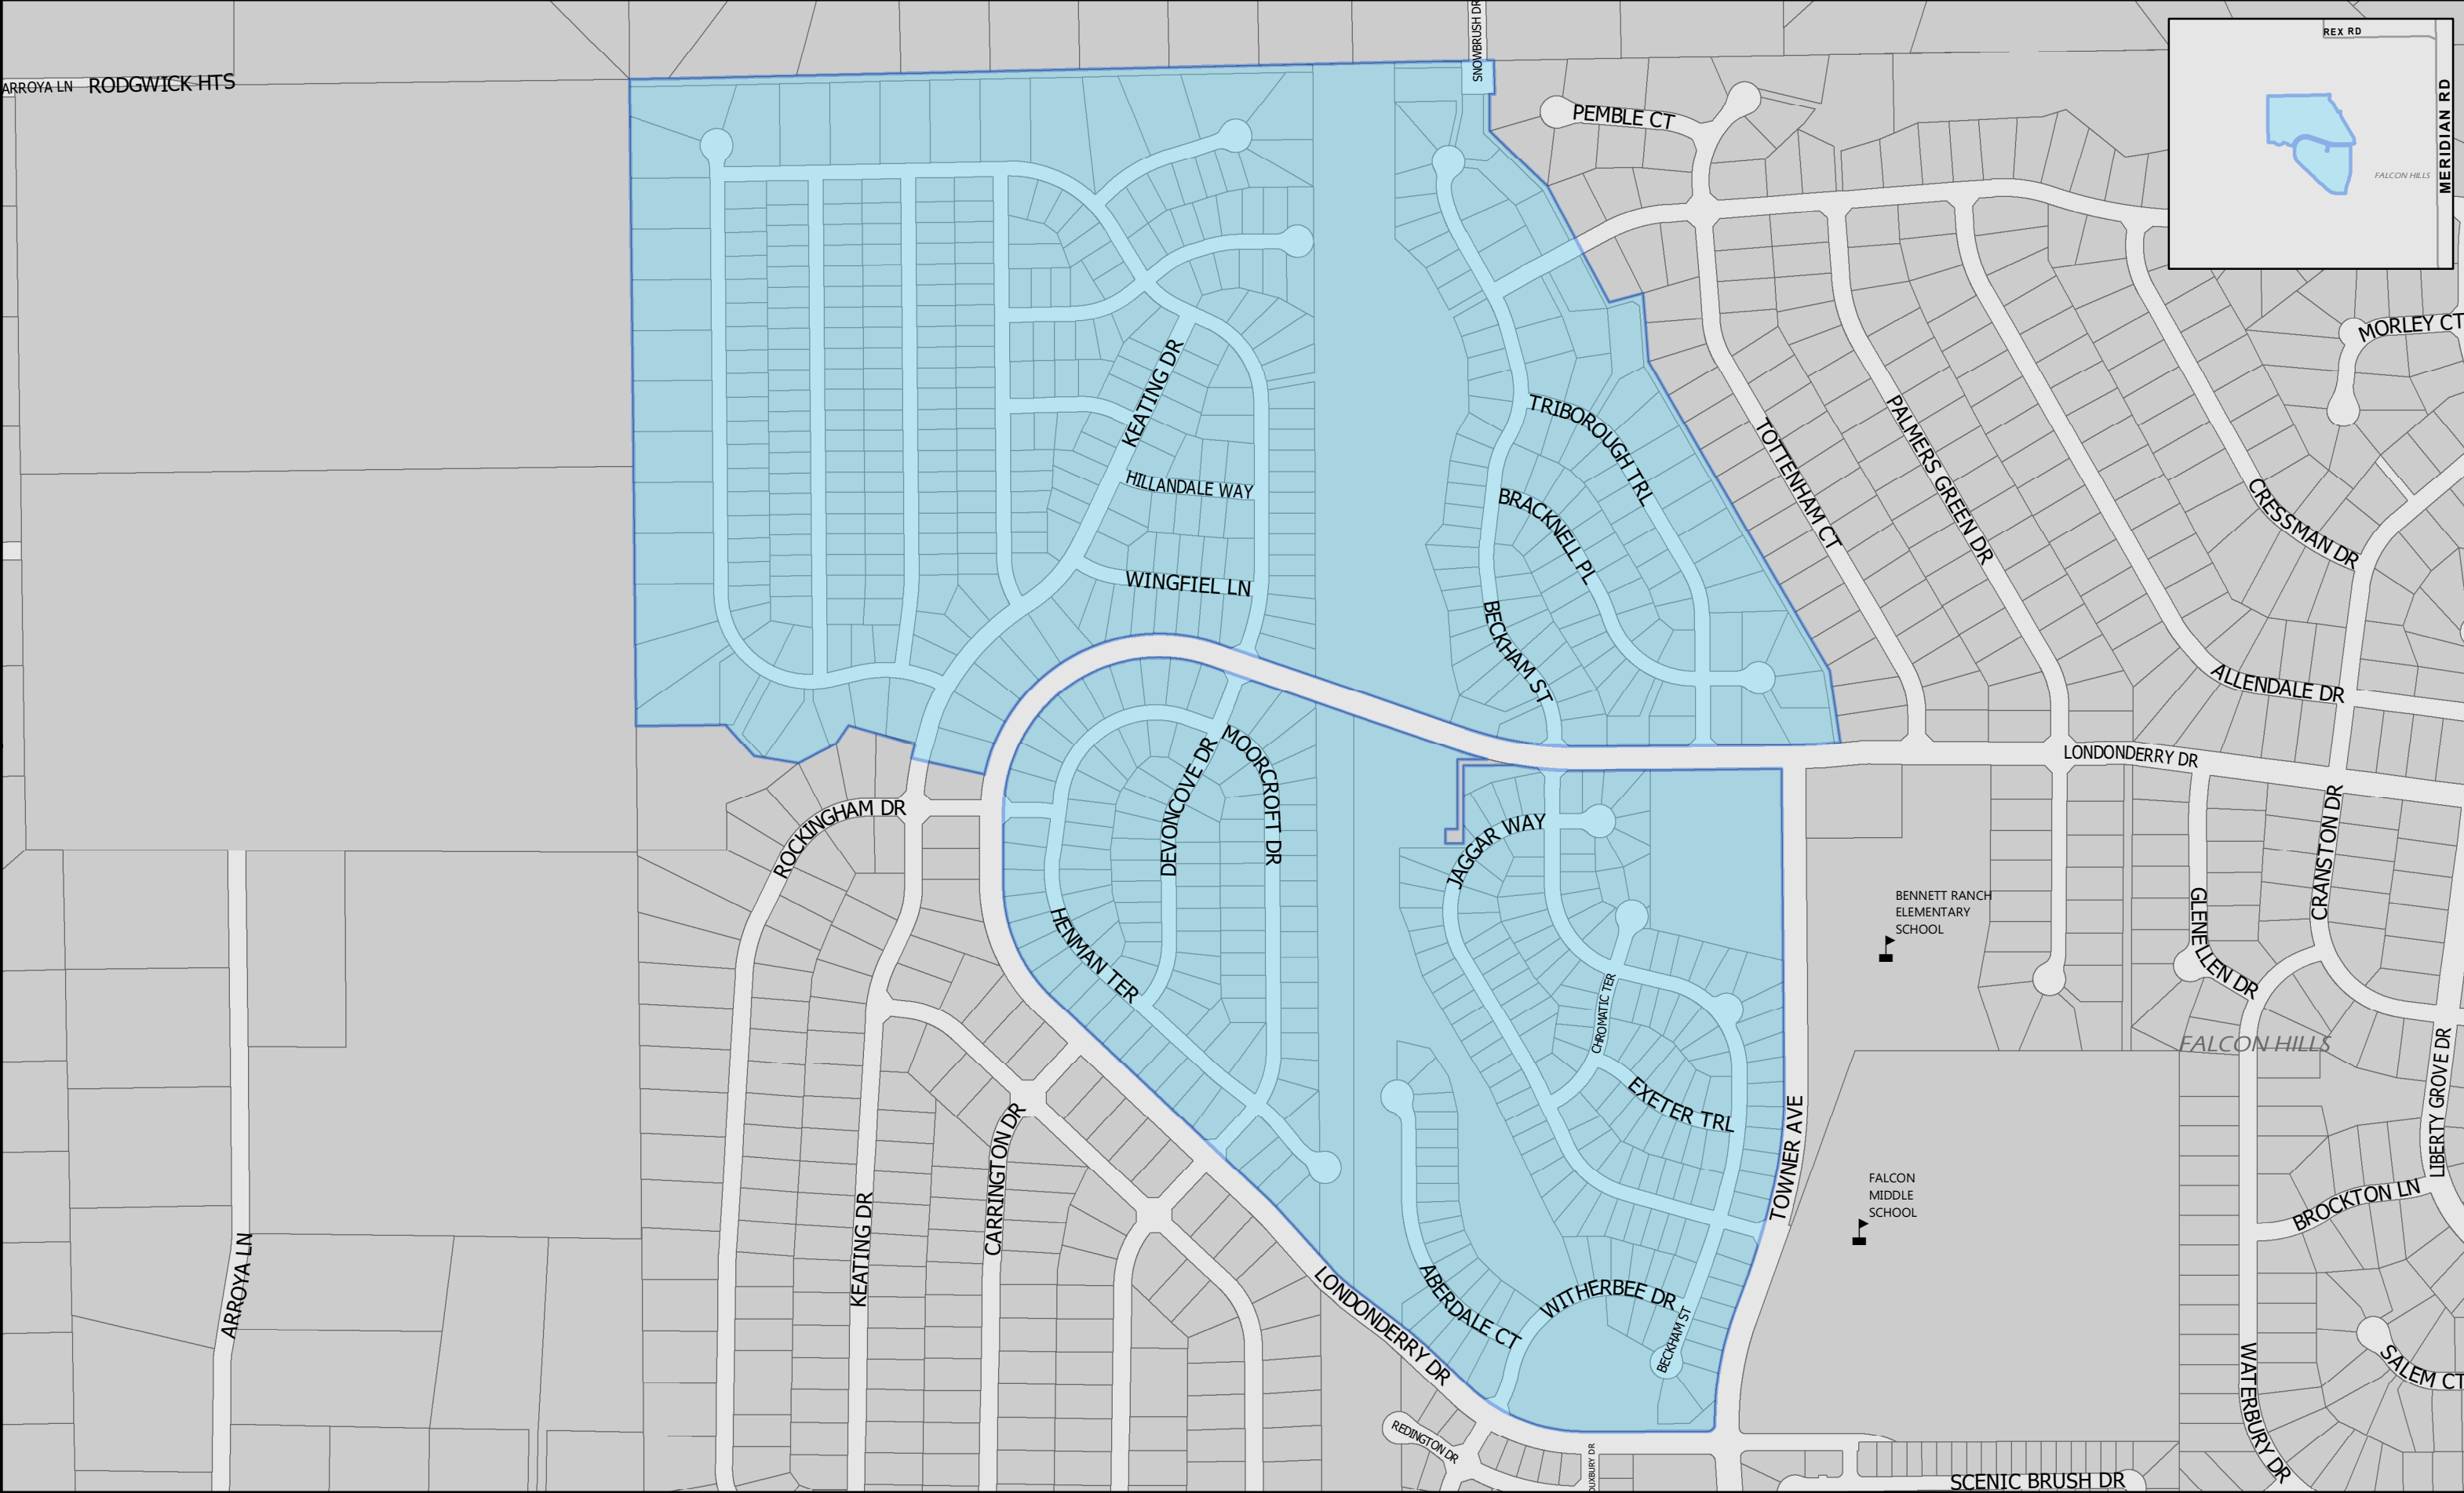 SNOWBRUSH DR
REX RD
MERIDIAN RD
FALCON HILLS
ARROYA LN
RODGWICK HTS
PEMBLE CT
MORLEY CT
KEATING DR
TRIBOROUGH TRL
TOTTENHAM CT
PALMERS GREEN DR
HILLANDALE WAY
BRACKNELL PL
CRESSMAN DR
WINGFIEL LN
BECKHAM ST
ALLENDALE DR
LONDONDERRY DR
MOORCROFT DR
DEVONCOVE DR
ROCKINGHAM DR
JAGGAR WAY
CRANSTON DR
BENNETT RANCH
ELEMENTARY
SCHOOL
GLENELLEN DR
HENMAN TER
CHROMATIC TER
FALCON HILLS
LIBERTY GROVE DR
EXETER TRL
TOWNER AVE
CARRINGTON DR
FALCON
MIDDLE
SCHOOL
BROCKTON LN
KEATING DR
ARROYA LN
ABERDALE CT
WITHERBEE DR
LONDONDERRY DR
BECKHAM ST
WATERBURY DR
SALEM CT
REDINGTON DR
DUXBURY DR
SCENIC BRUSH DR